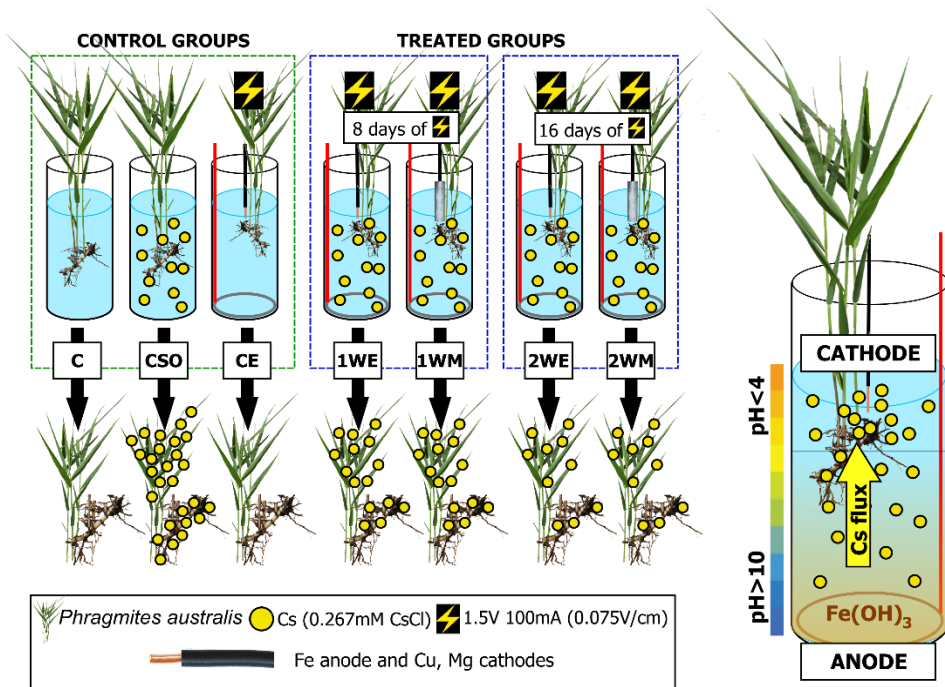 CONTROL GROUPS
TREATED GROUPS
8 days of
16 days of
C
CSO
CE
1WE
1WM
2WE
2WM
Phragmites australis
Cs (0.267mM CsCl)
1.5V 100mA (0.075V/cm)
Fe anode and Cu, Mg cathodes
CATHODE
pH<4
pH>10
Cs flux
Fe(OH)3
ANODE